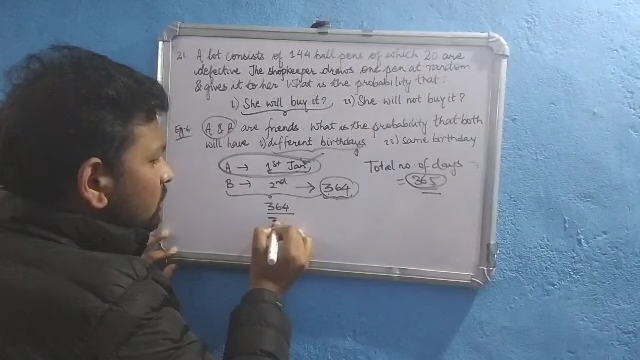 21. A lot consists of 144 ball pens of which 20 are
defective. The shopkeeper draws one pen at random
& gives it to her. What is the probability that:
i) She will buy it? ii) She will not buy it?
Eg-6 A & B are friends. What is the probability that both
will have i) different birthdays ii) same birthday
A → 1st Jan,
Total no. of days
B → 2nd → 364
= 365
364
3